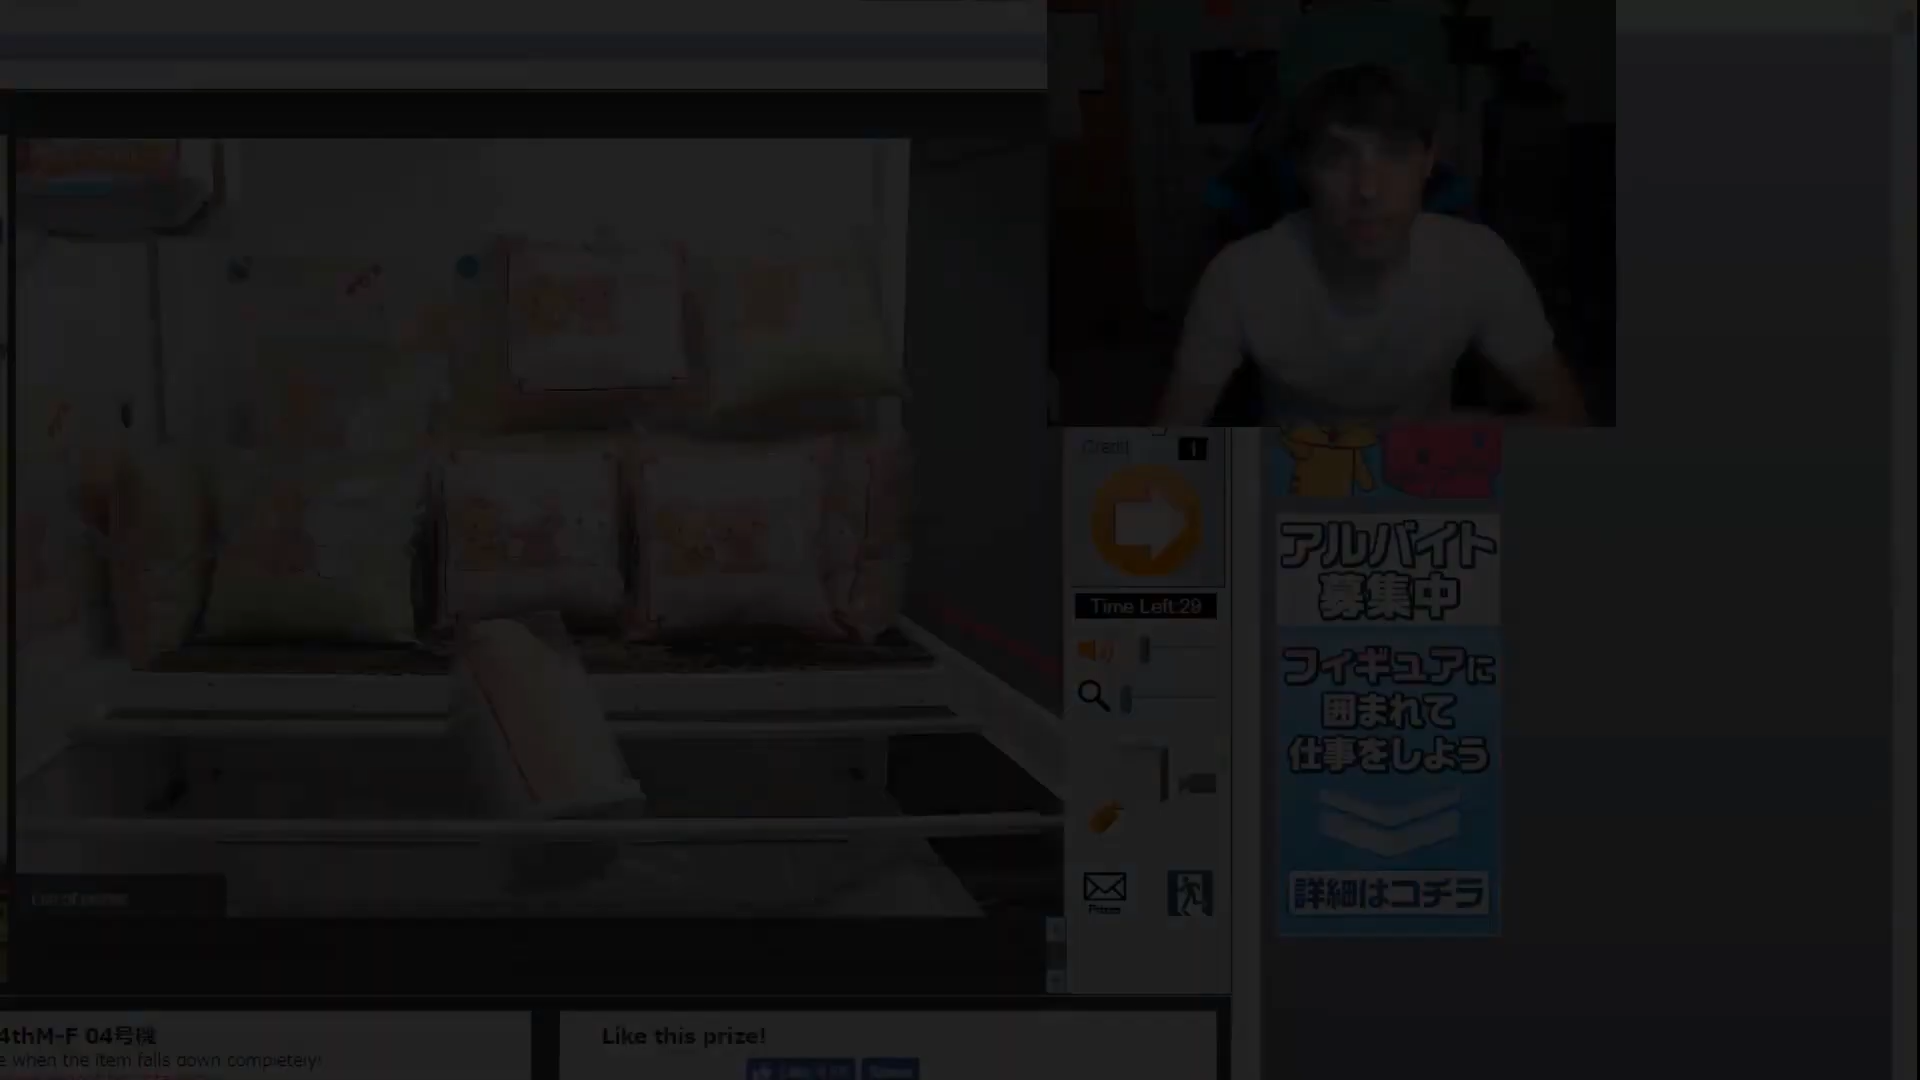 Credit 1
Time Left 29
アルバイト
募集中
フィギュアに
囲まれて
仕事をしよう
詳細はコチラ
Prizes
4thM-F 04号機
e when the item falls down completely!
Like this prize!